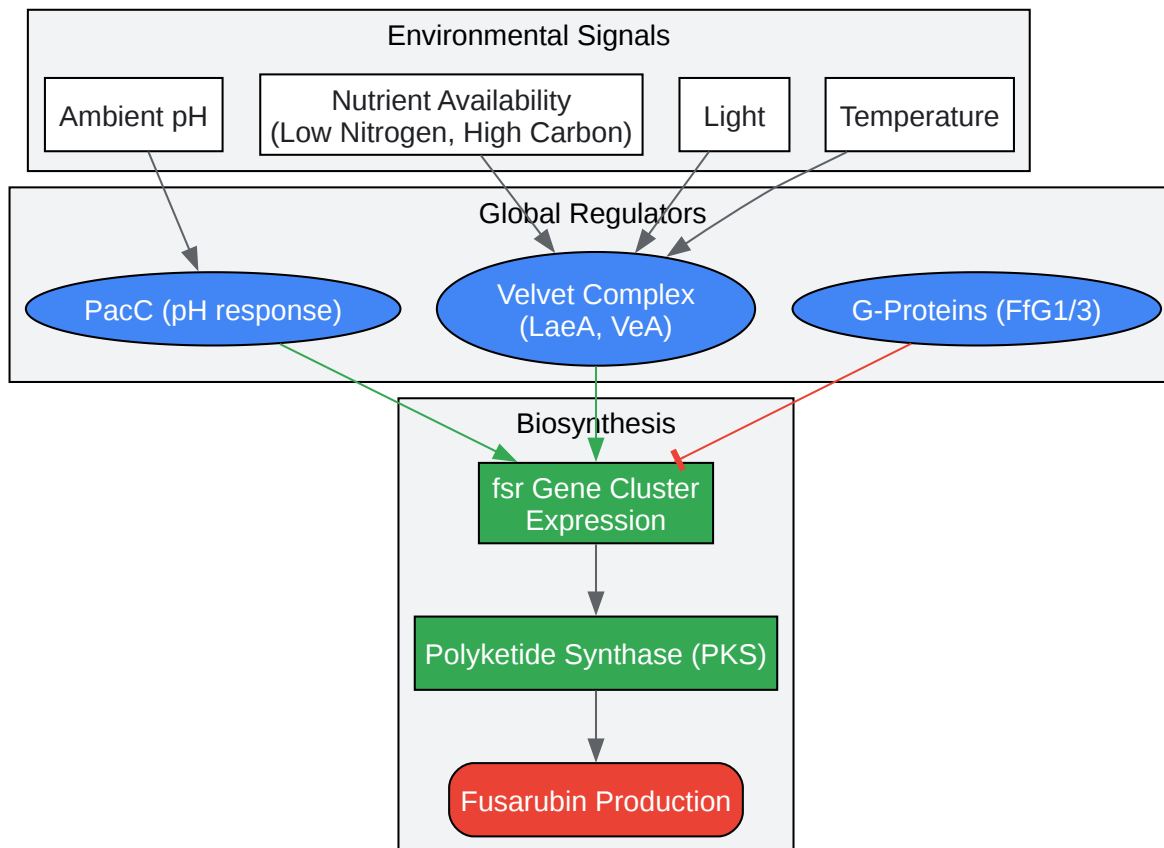 Environmental Signals
Ambient pH
Nutrient Availability
(Low Nitrogen, High Carbon)
Light
Temperature
Global Regulators
PacC (pH response)
Velvet Complex
(LaeA, VeA)
G-Proteins (FfG1/3)
Biosynthesis
fsr Gene Cluster
Expression
Polyketide Synthase (PKS)
Fusarubin Production